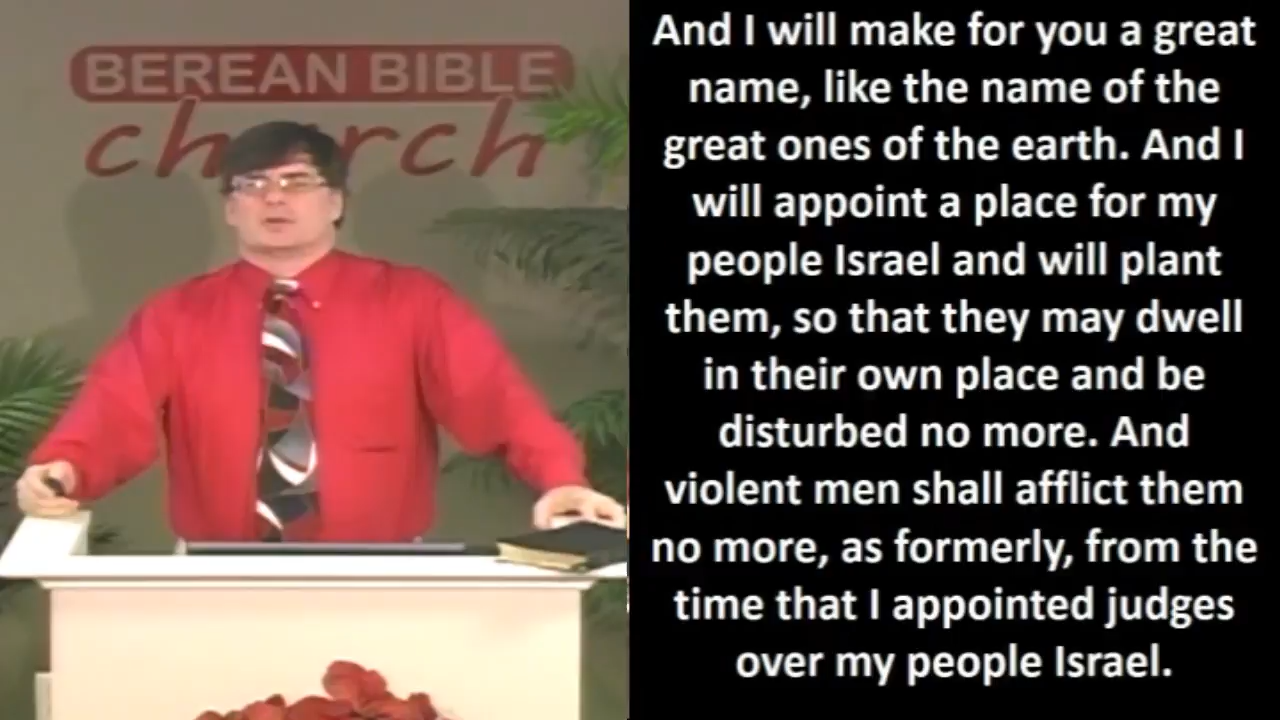 BEREAN BIBLE
church
And I will make for you a great
name, like the name of the
great ones of the earth. And I
will appoint a place for my
people Israel and will plant
them, so that they may dwell
in their own place and be
disturbed no more. And
violent men shall afflict them
no more, as formerly, from the
time that I appointed judges
over my people Israel.